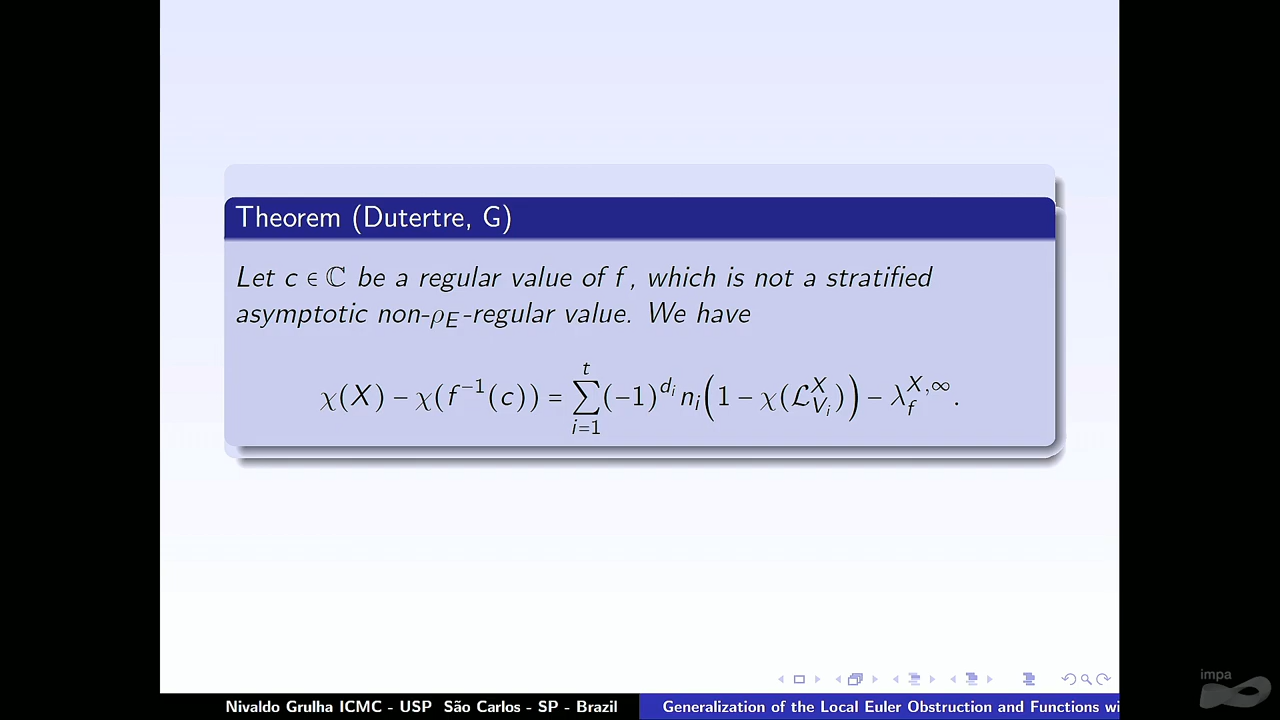 Theorem (Dutertre, G)
Let c ∈ ℂ be a regular value of f, which is not a stratified
asymptotic non-ρ_E-regular value. We have
χ(X) − χ(f^{−1}(c)) = ∑_{i=1}^{t} (−1)^{d_i} n_i (1 − χ(ℒ^X_{V_i})) − λ_f^{X,∞}.
impa
Nivaldo Grulha ICMC - USP São Carlos - SP - Brazil
Generalization of the Local Euler Obstruction and Functions wi